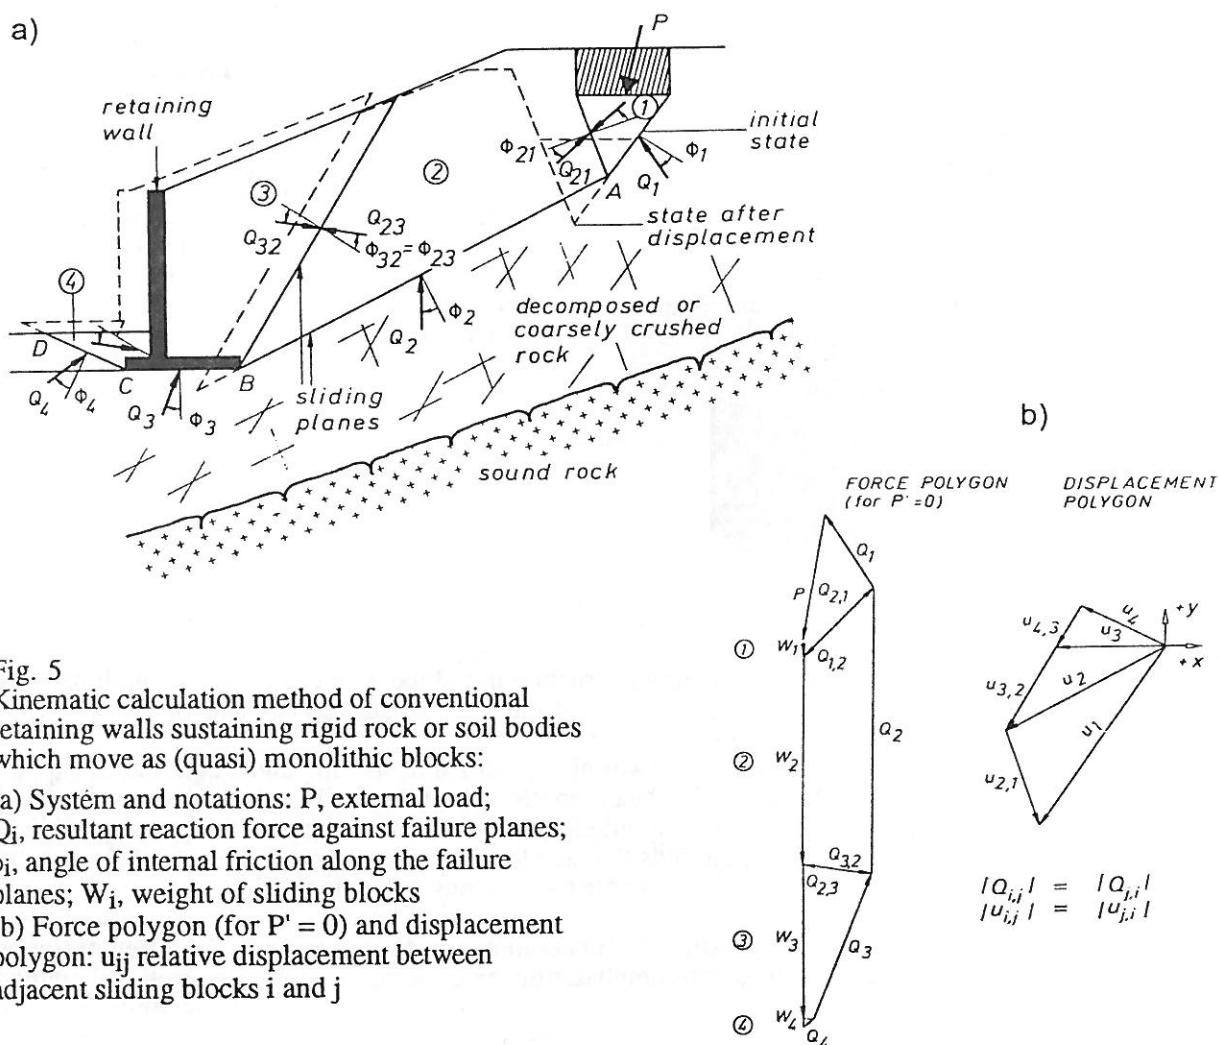 a)
P
retaining
wall
①
initial
state
Φ21
Φ1
②
Q21
A
Q1
③
Q23
state after
displacement
Q32
Φ32=Φ23
④
Φ2
decomposed or
coarsely crushed
rock
Q2
D
Q4
Φ4
C
Q3
Φ3
B
sliding
planes
sound rock
b)
FORCE POLYGON
(for P'=0)
DISPLACEMENT
POLYGON
Q1
P
Q2,1
① W1
Q1,2
Q2
② W2
Q3,2
Q2,3
③ W3
Q3
④ W4
Q4
+y
+x
u4
u4,3
u3
u3,2
u2
u1
u2,1
|Qi,j| = |Qj,i|
|ui,j| = |uj,i|
Fig. 5
Kinematic calculation method of conventional
retaining walls sustaining rigid rock or soil bodies
which move as (quasi) monolithic blocks:
(a) System and notations: P, external load;
Qi, resultant reaction force against failure planes;
φi, angle of internal friction along the failure
planes; Wi, weight of sliding blocks
(b) Force polygon (for P' = 0) and displacement
polygon: uij relative displacement between
adjacent sliding blocks i and j